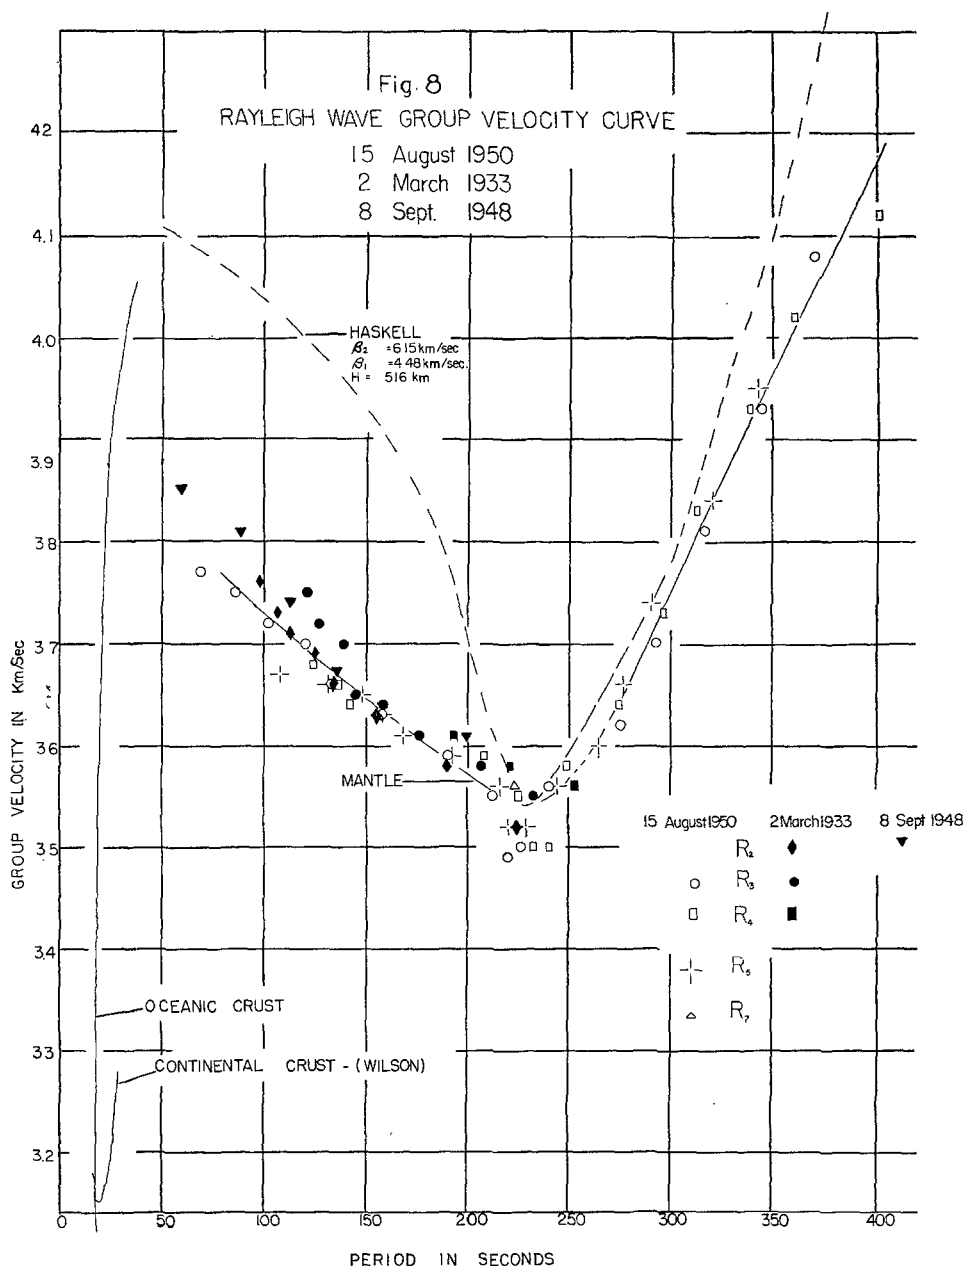 Fig. 8
RAYLEIGH WAVE GROUP VELOCITY CURVE
15 August 1950
2 March 1933
8 Sept. 1948
42
4.1
HASKELL
β₂ =6.15 km/sec
β₁ =4.48 km/sec.
H = 516 km
4.0
3.9
3.8
3.7
3.6
MANTLE
15 August 1950 2 March 1933 8 Sept 1948
R₂
R₃
R₄
R₅
R₇
3.5
3.4
OCEANIC CRUST
CONTINENTAL CRUST - (WILSON)
33
3.2
GROUP VELOCITY IN Km/Sec
0 50 100 150 200 250 300 350 400
PERIOD IN SECONDS